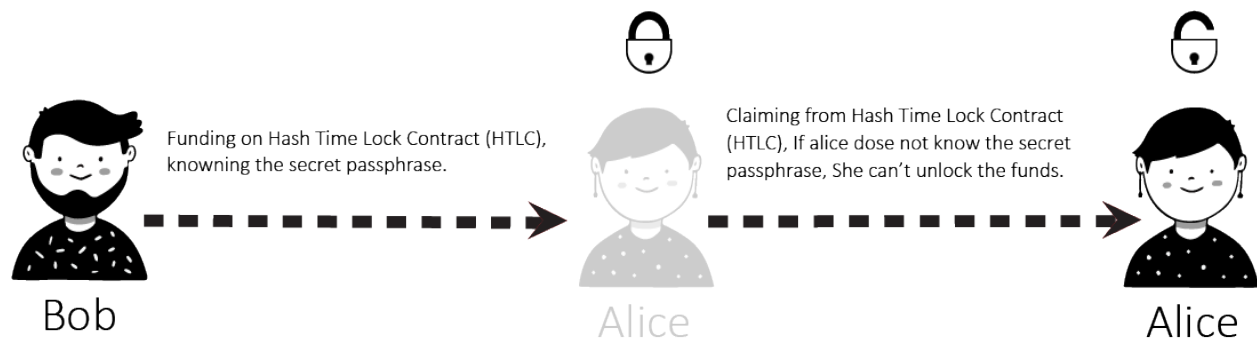 Funding on Hash Time Lock Contract (HTLC),
knowning the secret passphrase.
Claiming from Hash Time Lock Contract
(HTLC), If alice dose not know the secret
passphrase, She can’t unlock the funds.
Bob
Alice
Alice